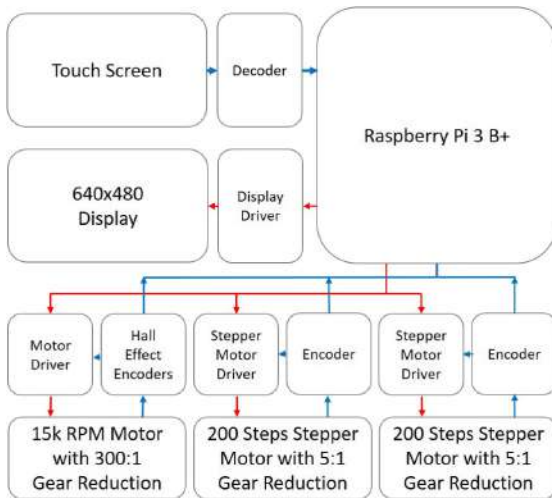 Touch Screen
Decoder
Raspberry Pi 3 B+
640x480
Display
Display
Driver
Motor
Driver
Hall
Effect
Encoders
Stepper
Motor
Driver
Encoder
Stepper
Motor
Driver
Encoder
15k RPM Motor
with 300:1
Gear Reduction
200 Steps Stepper
Motor with 5:1
Gear Reduction
200 Steps Stepper
Motor with 5:1
Gear Reduction